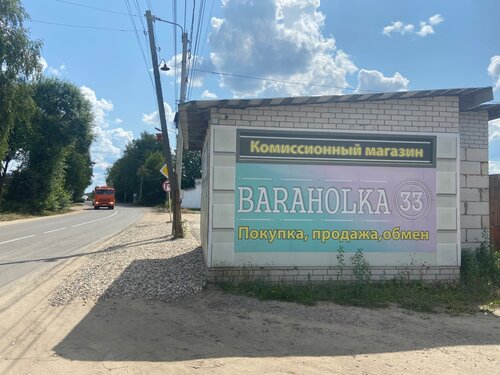 Комиссионный магазин
BARAHOLKA 33
Покупка, продажа,обмен